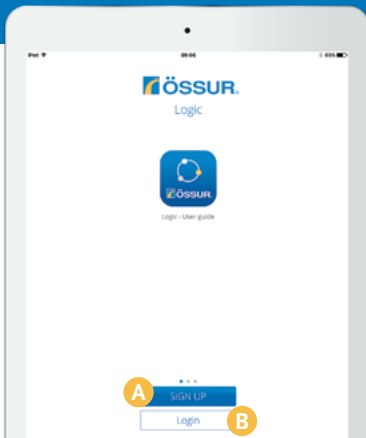 iPad
09:06
ÖSSUR.
Logic
ÖSSUR
Logic - User guide
A
SIGN UP
Login
B